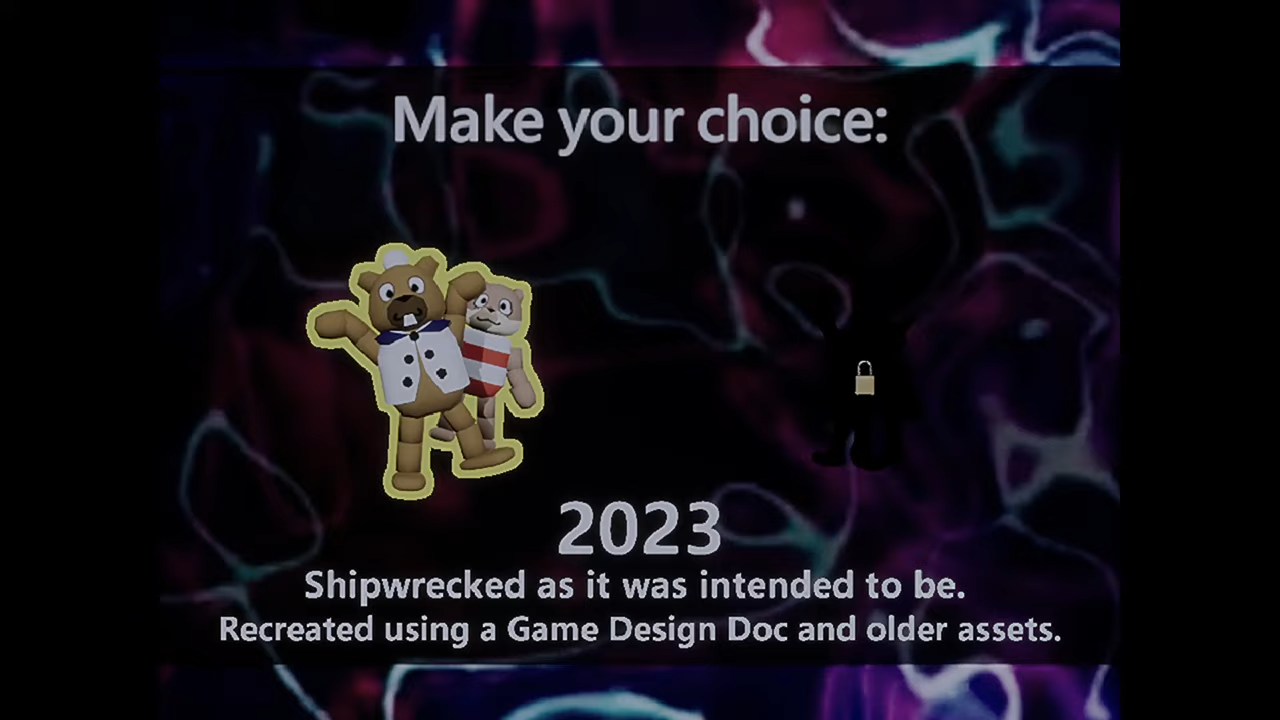 Make your choice:
2023
Shipwrecked as it was intended to be.
Recreated using a Game Design Doc and older assets.